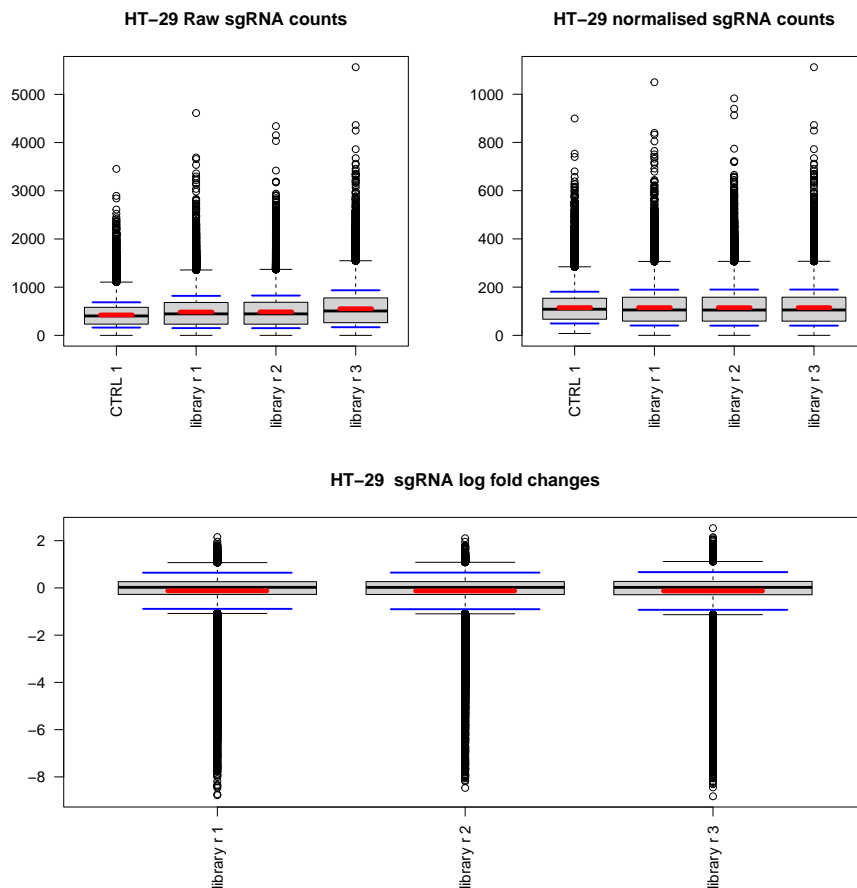 HT−29 Raw sgRNA counts
5000
4000
3000
2000
1000
0
CTRL 1
library r 1
library r 2
library r 3
HT−29 normalised sgRNA counts
1000
800
600
400
200
0
CTRL 1
library r 1
library r 2
library r 3
HT−29 sgRNA log fold changes
2
0
−2
−4
−6
−8
library r 1
library r 2
library r 3